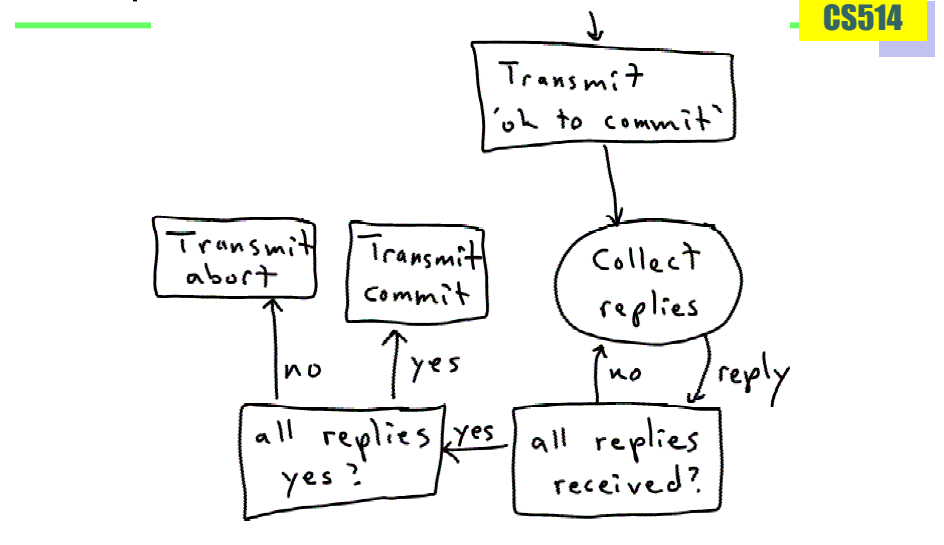 CS514
Transmit
'ok to commit'
Transmit
abort
Transmit
commit
Collect
replies
no
yes
no
reply
all replies
yes?
yes
all replies
received?